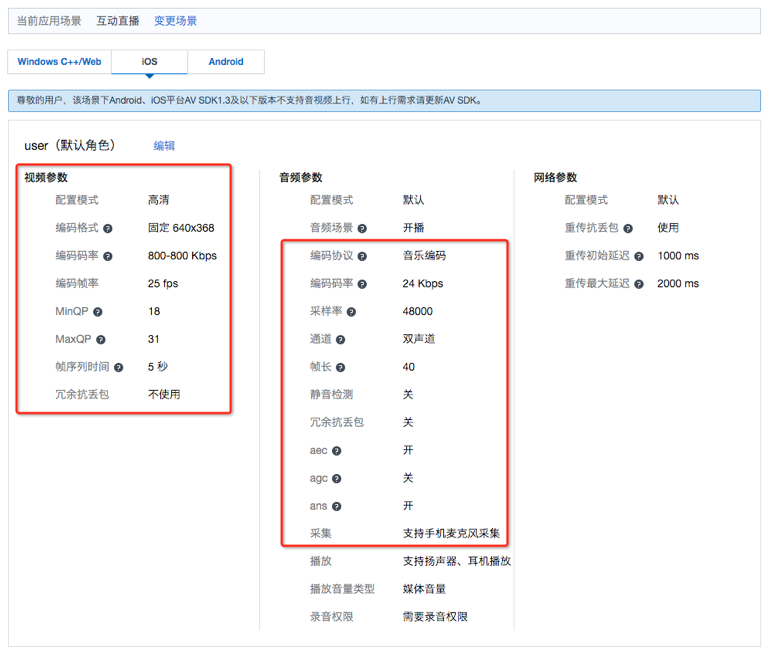 当前应用场景 互动直播 变更场景
Windows C++/Web iOS Android
尊敬的用户,该场景下Android、iOS平台AV SDK1.3及以下版本不支持音视频上行,如有上行需求请更新AV SDK。
user(默认角色) 编辑
视频参数
配置模式 高清
编码格式 ? 固定 640x368
编码码率 ? 800-800 Kbps
编码帧率 25 fps
MinQP ? 18
MaxQP ? 31
帧序列时间 ? 5 秒
冗余抗丢包 不使用
音频参数
配置模式 默认
音频场景 ? 开播
编码协议 ? 音乐编码
编码码率 ? 24 Kbps
采样率 ? 48000
通道 ? 双声道
帧长 ? 40
静音检测 关
冗余抗丢包 关
aec ? 开
agc ? 关
ans ? 开
采集 支持手机麦克风采集
播放 支持扬声器、耳机播放
播放音量类型 媒体音量
录音权限 需要录音权限
网络参数
配置模式 默认
重传抗丢包 ? 使用
重传初始延迟 ? 1000 ms
重传最大延迟 ? 2000 ms